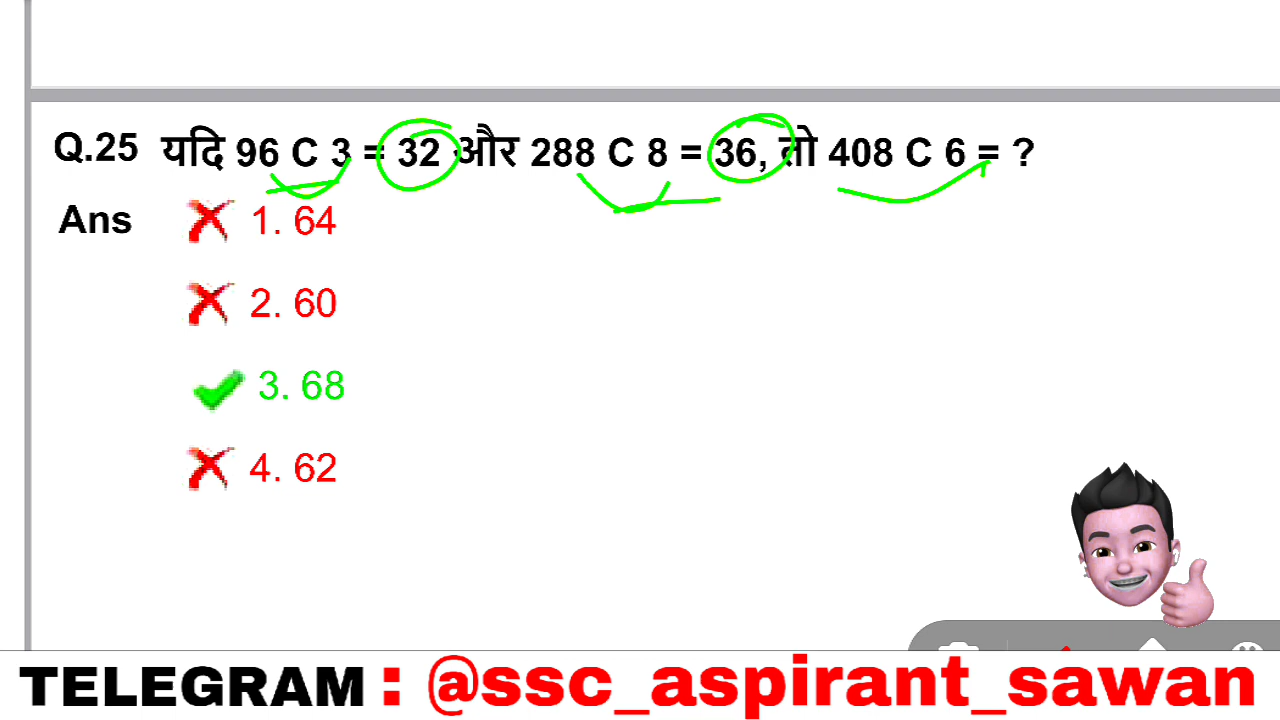 Q.25 यदि 96 C 3 = 32 और 288 C 8 = 36, तो 408 C 6 = ?
Ans 1. 64
2. 60
3. 68
4. 62
TELEGRAM : @ssc_aspirant_sawan